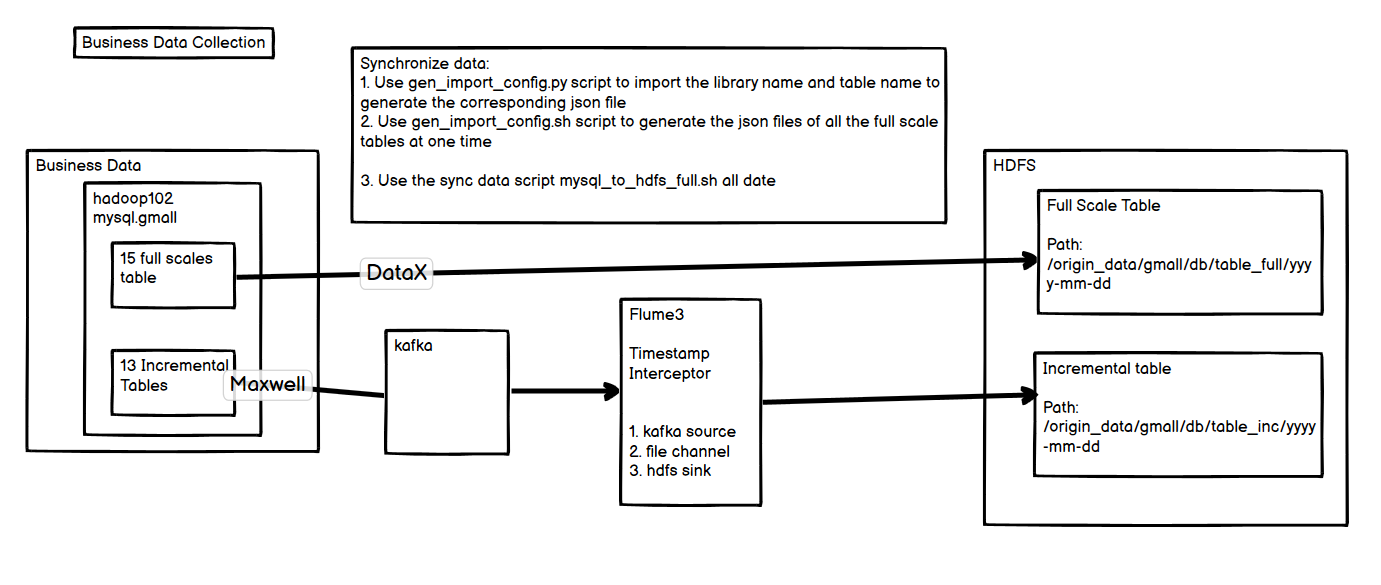 Business Data Collection
Synchronize data:
1. Use gen_import_config.py script to import the library name and table name to
generate the corresponding json file
2. Use gen_import_config.sh script to generate the json files of all the full scale
tables at one time
3. Use the sync data script mysql_to_hdfs_full.sh all date
Business Data
hadoop102
mysql.gmall
15 full scales
table
13 Incremental
Tables
DataX
Maxwell
kafka
Flume3
Timestamp
Interceptor
1. kafka source
2. file channel
3. hdfs sink
HDFS
Full Scale Table
Path:
/origin_data/gmall/db/table_full/yyy
y-mm-dd
Incremental table
Path:
/origin_data/gmall/db/table_inc/yyyy
-mm-dd